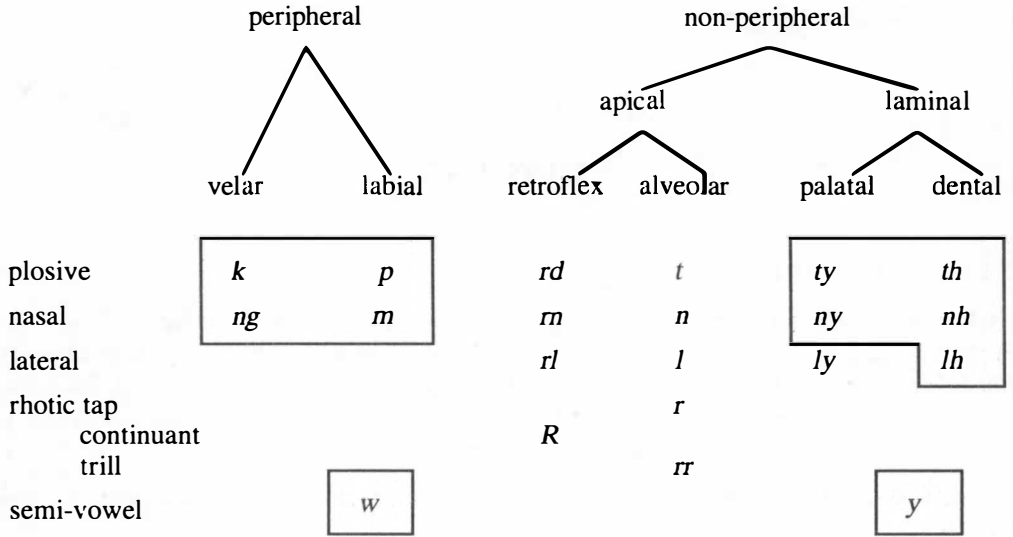 peripheral non-peripheral
apical laminal
velar labial retroflex alveolar palatal dental
plosive k p rd t ty th
nasal ng m rn n ny nh
lateral rl l ly lh
rhotic tap r
continuant R
trill rr
semi-vowel w y